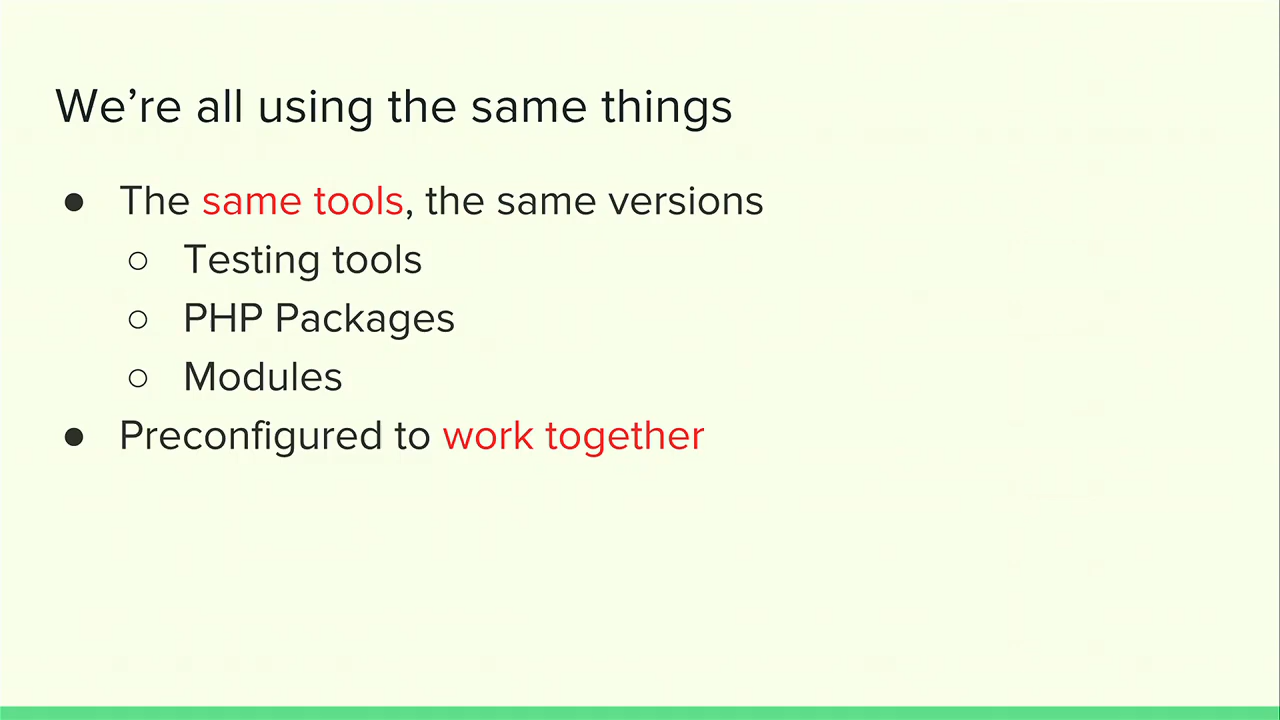 We’re all using the same things
● The same tools, the same versions
○ Testing tools
○ PHP Packages
○ Modules
● Preconfigured to work together